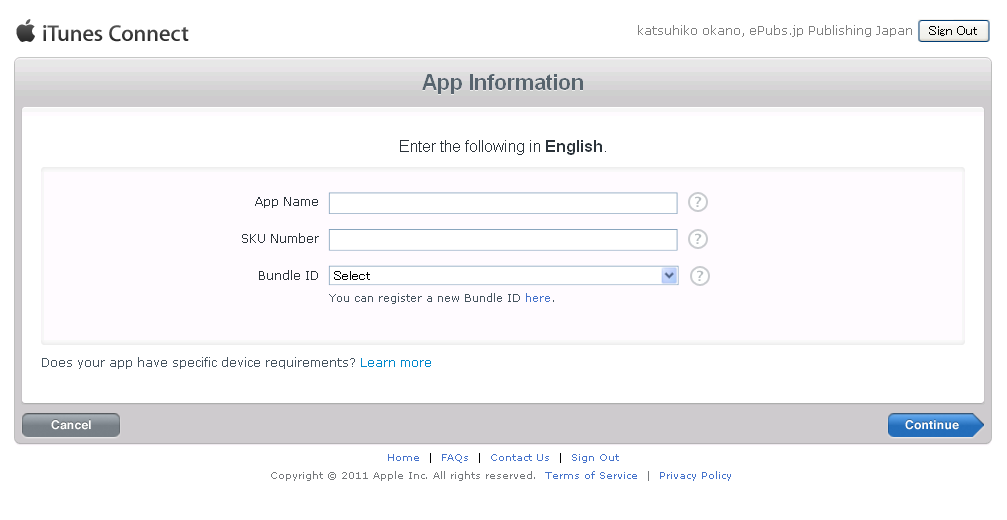 iTunes Connect
katsuhiko okano, ePubs.jp Publishing Japan Sign Out
App Information
Enter the following in English.
App Name ?
SKU Number ?
Bundle ID Select ?
You can register a new Bundle ID here.
Does your app have specific device requirements? Learn more
Cancel Continue
Home | FAQs | Contact Us | Sign Out
Copyright © 2011 Apple Inc. All rights reserved. Terms of Service | Privacy Policy